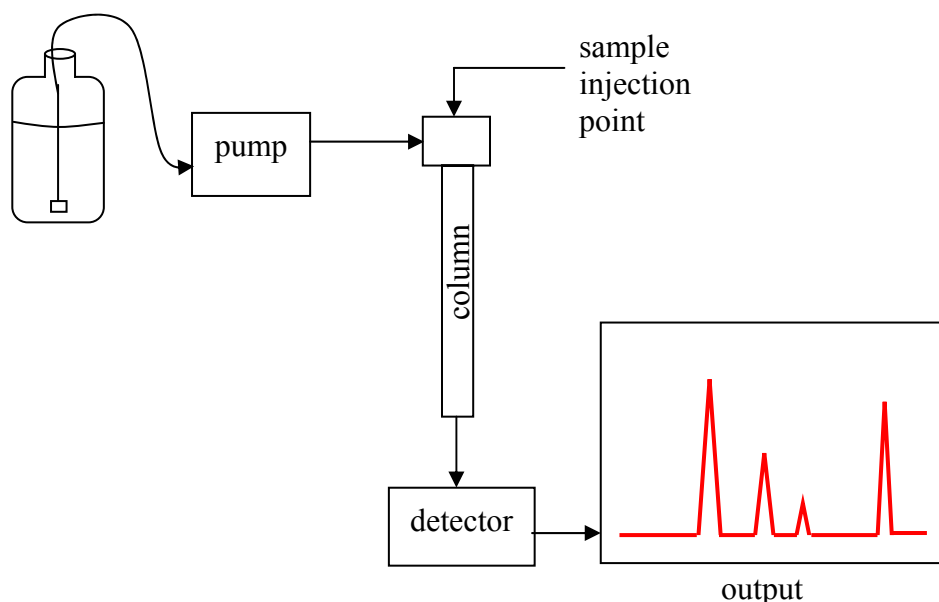 sample
injection
point
pump
column
detector
output